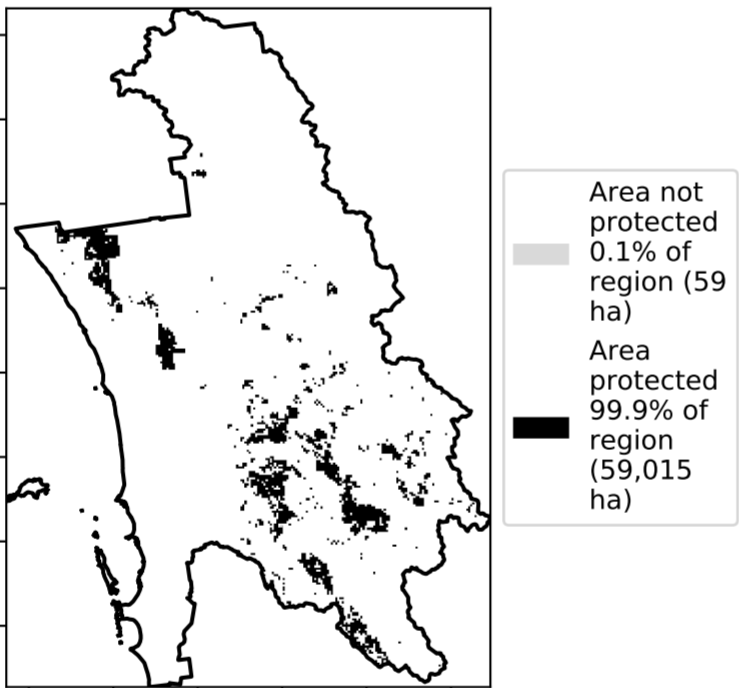 Area not
protected
0.1% of
region (59
ha)
Area
protected
99.9% of
region
(59,015
ha)